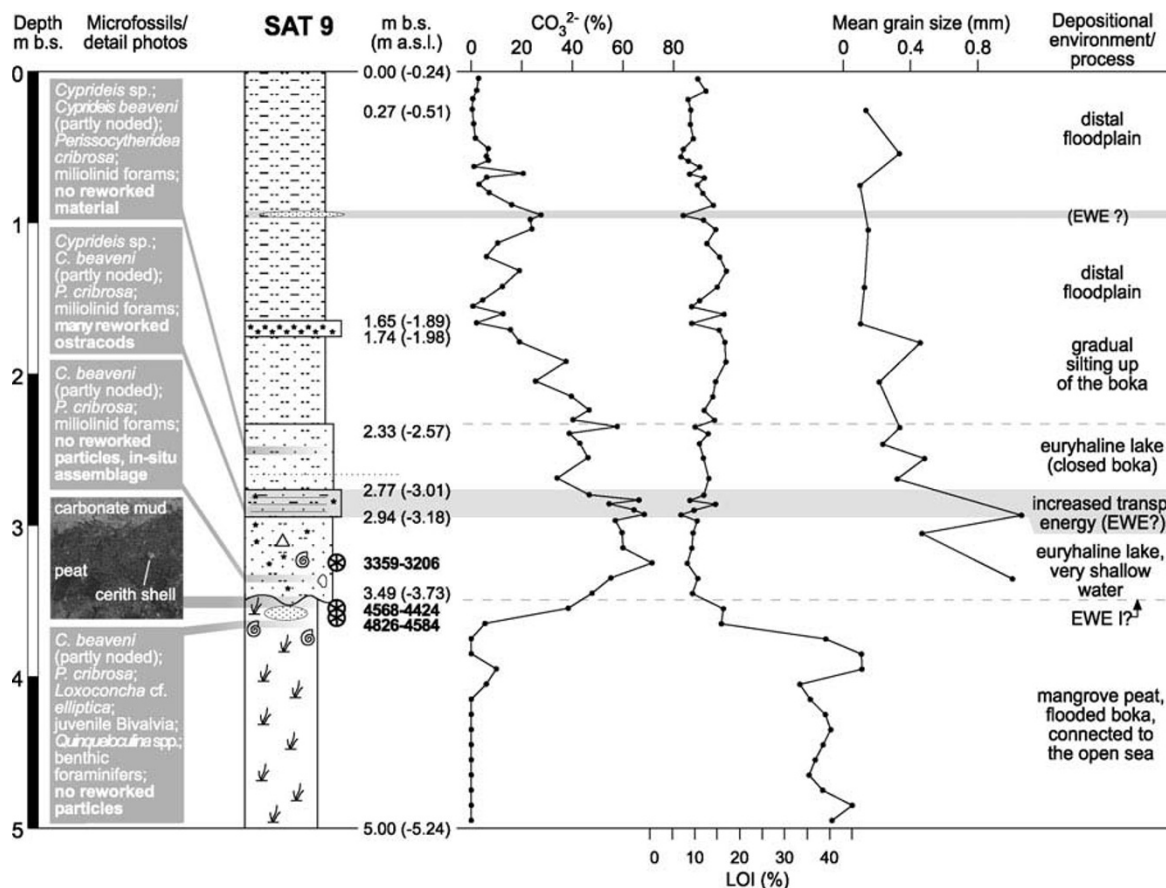 Depth
m b.s.
Microfossils/
detail photos
SAT 9
m b.s.
(m a.s.l.)
CO₃²⁻ (%)
0 20 40 60 80
Mean grain size (mm)
0 0.4 0.8
Depositional
environment/
process
0
1
2
3
4
5
Cyprideis sp.;
Cyprideis beaveni
(partly noded);
Perissocytheridea
cribrosa;
miliolinid forams;
no reworked
material
Cyprideis sp.;
C. beaveni
(partly noded);
P. cribrosa;
miliolinid forams;
many reworked
ostracods
C. beaveni
(partly noded);
P. cribrosa;
miliolinid forams;
no reworked
particles, in-situ
assemblage
carbonate mud
peat
cerith shell
C. beaveni
(partly noded);
P. cribrosa;
Loxoconcha cf.
elliptica;
juvenile Bivalvia;
Quinqueloculina spp.;
benthic
foraminifers;
no reworked
particles
0.00 (-0.24)
0.27 (-0.51)
1.65 (-1.89)
1.74 (-1.98)
2.33 (-2.57)
2.77 (-3.01)
2.94 (-3.18)
3359-3206
3.49 (-3.73)
4568-4424
4826-4584
5.00 (-5.24)
distal
floodplain
(EWE ?)
distal
floodplain
gradual
silting up
of the boka
euryhaline lake
(closed boka)
increased transp
energy (EWE?)
euryhaline lake,
very shallow
water
EWE I?
mangrove peat,
flooded boka,
connected to
the open sea
0 10 20 30 40
LOI (%)